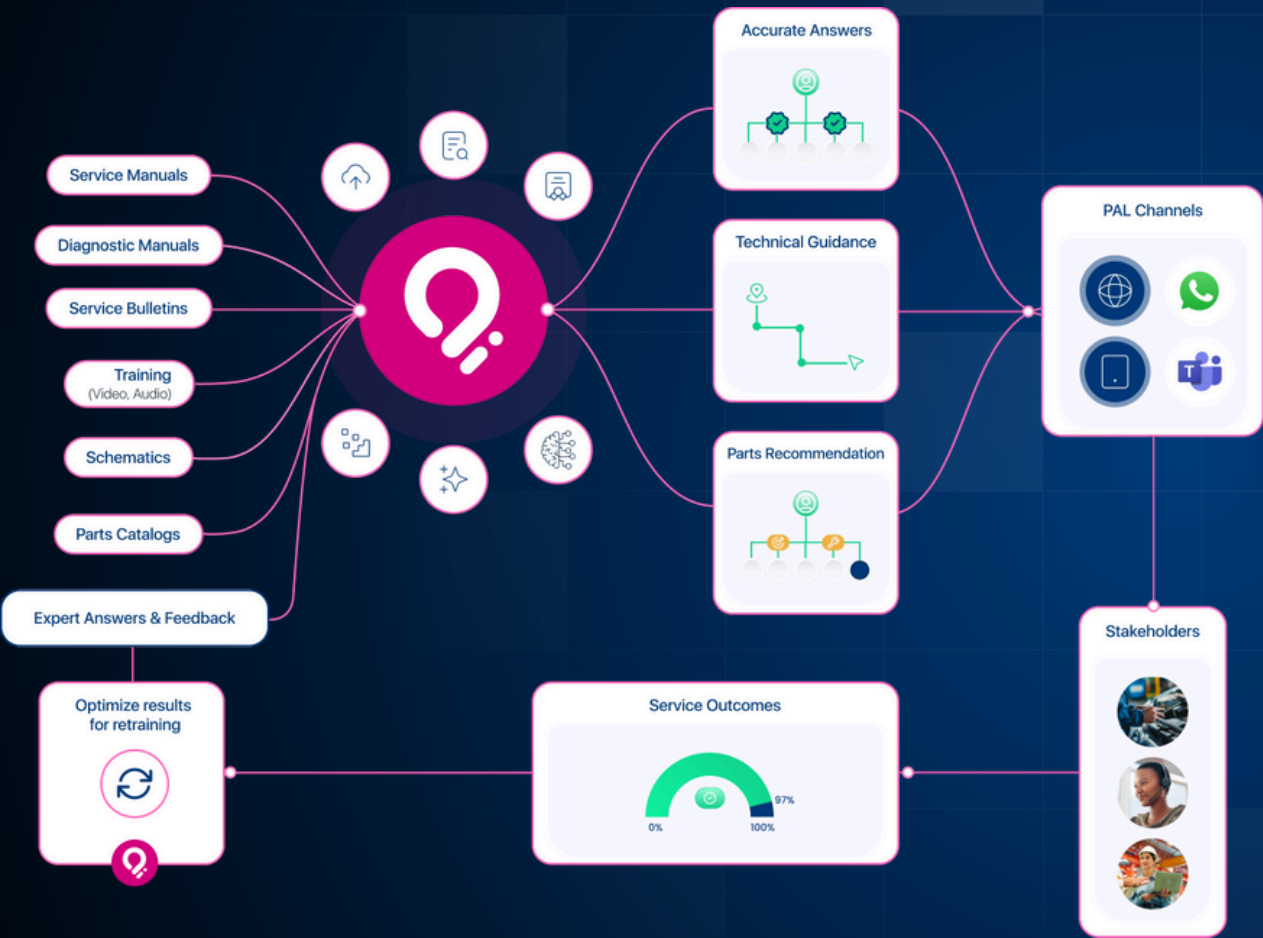 Accurate Answers
Service Manuals
Diagnostic Manuals
Service Bulletins
Training
(Video, Audio)
Schematics
Parts Catalogs
Expert Answers & Feedback
Technical Guidance
Parts Recommendation
PAL Channels
T
Stakeholders
Service Outcomes
97%
0%
100%
Optimize results
for retraining